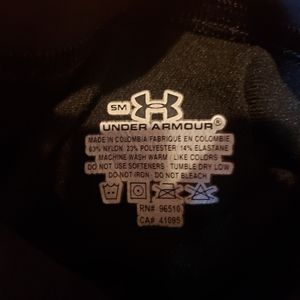 SM
UNDER ARMOUR®
MADE IN COLOMBIA/FABRIQUÉ EN COLOMBIE
63% NYLON 23% POLYESTER 14% ELASTANE
MACHINE WASH WARM / LIKE COLORS
DO NOT USE SOFTENERS TUMBLE DRY LOW
DO NOT IRON DO NOT BLEACH
RN# 96510
CA# 41095